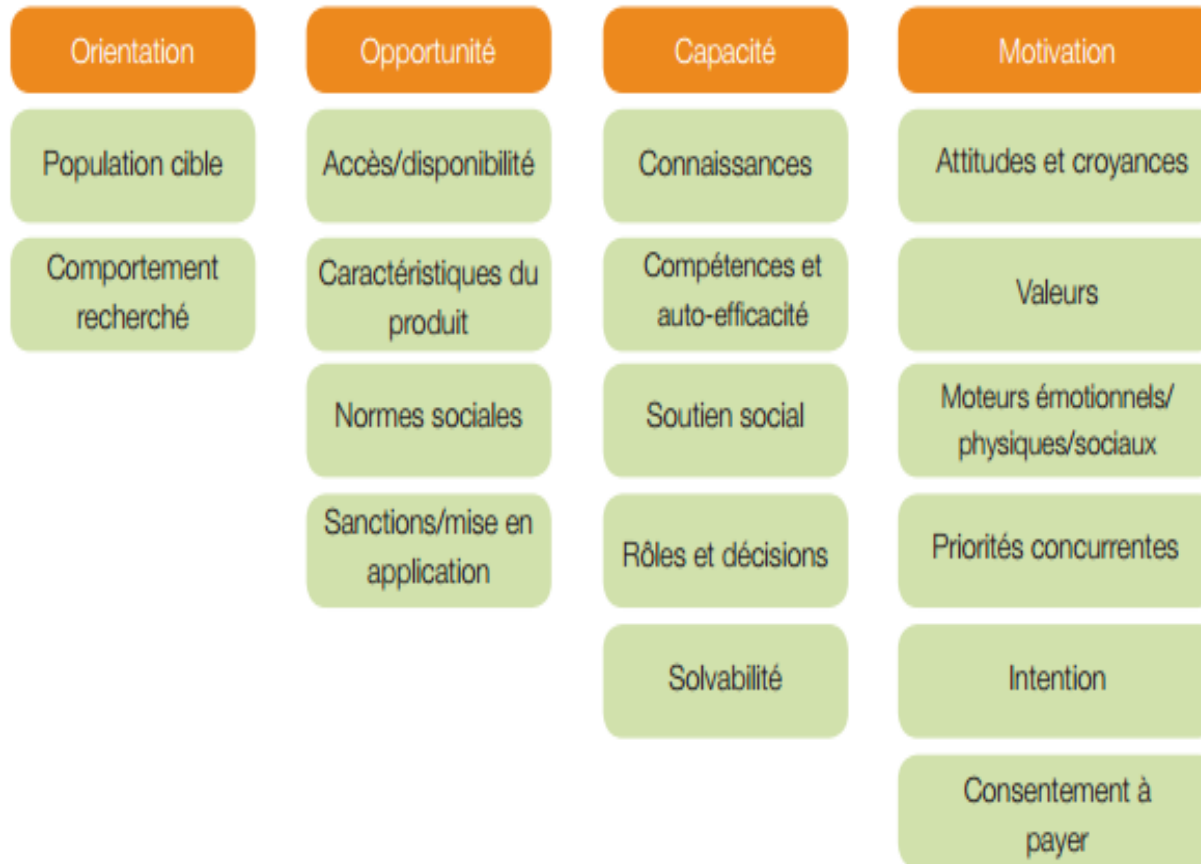 Orientation
Population cible
Comportement
recherché
Opportunité
Accès/disponibilité
Caractéristiques du
produit
Normes sociales
Sanctions/mise en
application
Capacité
Connaissances
Compétences et
auto-efficacité
Soutien social
Rôles et décisions
Solvabilité
Motivation
Attitudes et croyances
Valeurs
Moteurs émotionnels/
physiques/sociaux
Priorités concurrentes
Intention
Consentement à
payer